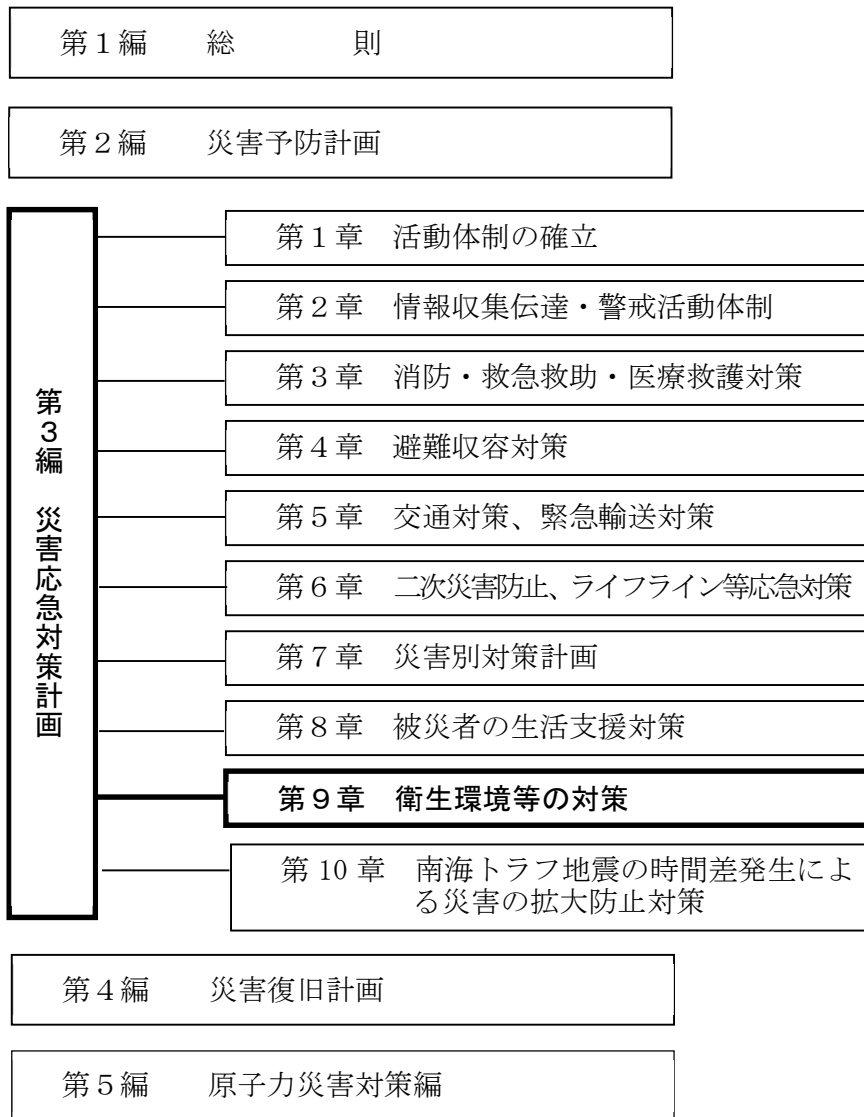 第１編　総　　　則
第２編　災害予防計画
第３編　災害応急対策計画
第１章　活動体制の確立
第２章　情報収集伝達・警戒活動体制
第３章　消防・救急救助・医療救護対策
第４章　避難収容対策
第５章　交通対策、緊急輸送対策
第６章　二次災害防止、ライフライン等応急対策
第７章　災害別対策計画
第８章　被災者の生活支援対策
第９章　衛生環境等の対策
第 10 章　南海トラフ地震の時間差発生によ
る災害の拡大防止対策
第４編　災害復旧計画
第５編　原子力災害対策編